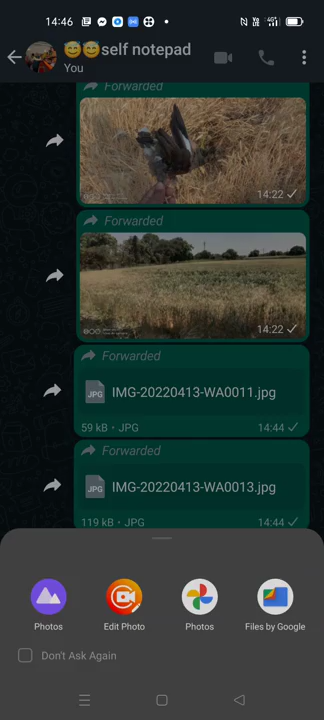 14:46
😅😊self notepad
You
Forwarded
14:22
Forwarded
14:22
Forwarded
JPG
IMG-20220413-WA0011.jpg
59 kB • JPG
14:44
Forwarded
JPG
IMG-20220413-WA0013.jpg
119 kB • JPG
14:44
Photos
Edit Photo
Photos
Files by Google
Don't Ask Again